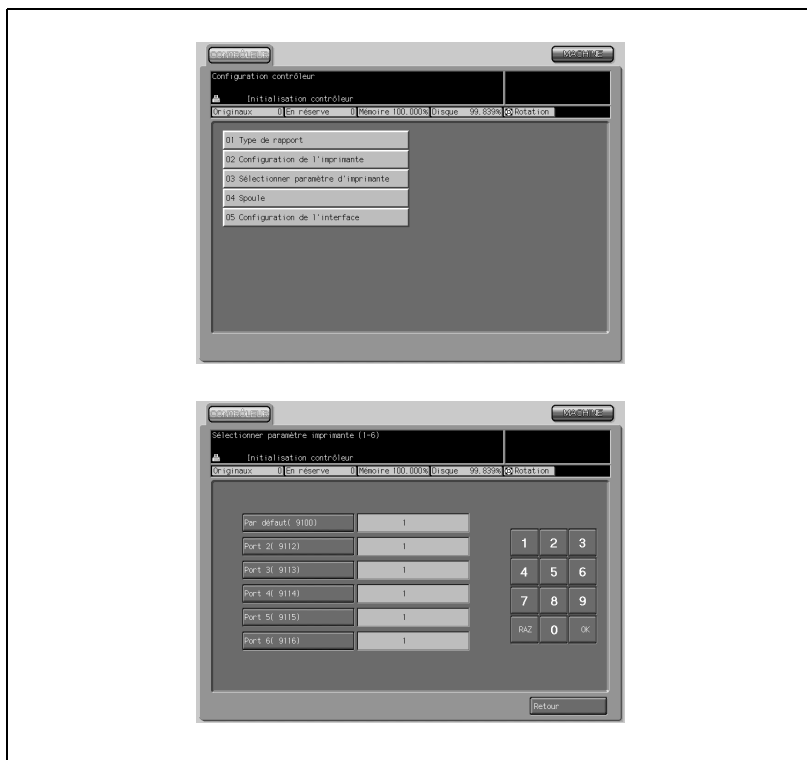 CONTRÔLEUR MACHINE
Configuration contrôleur
Initialisation contrôleur
Originaux 0 En réserve 0 Mémoire 100.000% Disque 99.839% Rotation
01 Type de rapport
02 Configuration de l'imprimante
03 Sélectionner paramètre d'imprimante
04 Spoule
05 Configuration de l'interface
CONTRÔLEUR MACHINE
Sélectionner paramètre imprimante (1-6)
Initialisation contrôleur
Originaux 0 En réserve 0 Mémoire 100.000% Disque 99.839% Rotation
Par défaut( 9100) 1
Port 2( 9112) 1
Port 3( 9113) 1
Port 4( 9114) 1
Port 5( 9115) 1
Port 6( 9116) 1
1 2 3
4 5 6
7 8 9
RAZ 0 OK
Retour